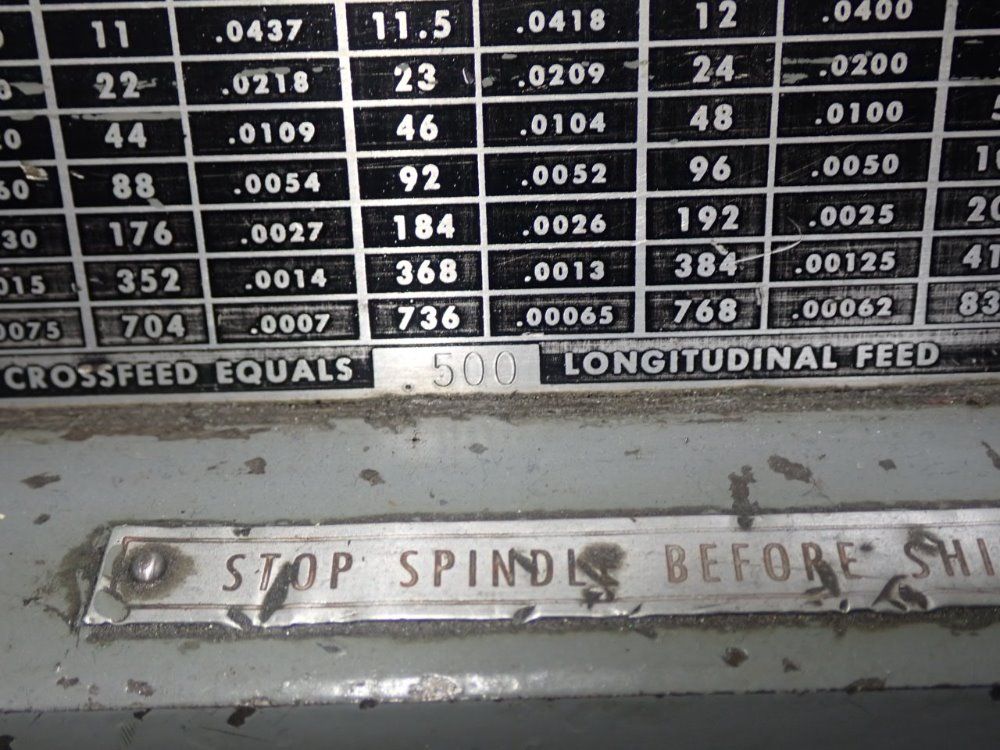 11 .0437 11.5 .0418 12 .0400
22 .0218 23 .0209 24 .0200
44 .0109 46 .0104 48 .0100
88 .0054 92 .0052 96 .0050
176 .0027 184 .0026 192 .0025
352 .0014 368 .0013 384 .00125
704 .0007 736 .00065 768 .00062
CROSSFEED EQUALS .500 LONGITUDINAL FEED
STOP SPINDLE BEFORE SHI